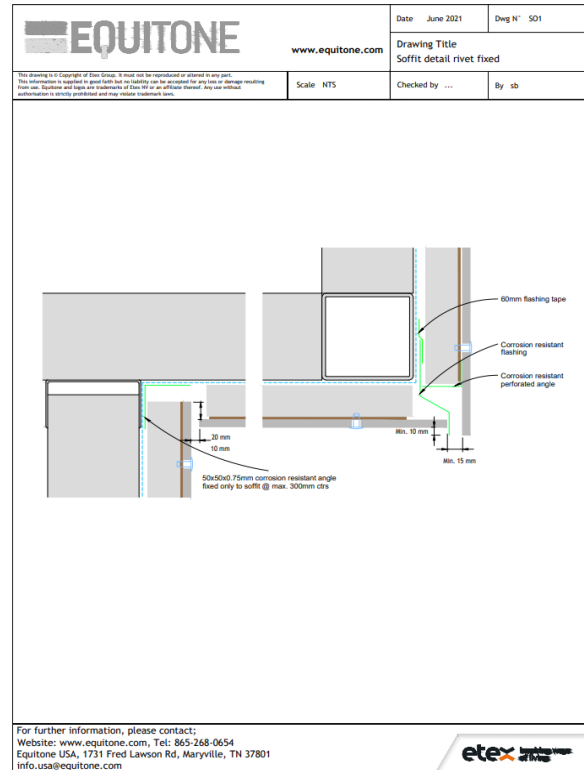 EQUITONE
www.equitone.com
Date June 2021
Dwg N° SO1
Drawing Title
Soffit detail rivet fixed
This drawing is © Copyright of Etex Group. It must not be reproduced or altered in any part.
This information is supplied in good faith but no liability can be accepted for any loss or damage resulting
from use. Equitone and logos are trademarks of Etex NV or an affiliate thereof. Any use without
authorisation is strictly prohibited and may violate trademark laws.
Scale NTS
Checked by ...
By sb
60mm flashing tape
Corrosion resistant
flashing
Corrosion resistant
perforated angle
20 mm
10 mm
Min. 10 mm
Min. 15 mm
50x50x0.75mm corrosion resistant angle
fixed only to soffit @ max. 300mm ctrs
For further information, please contact;
Website: www.equitone.com, Tel: 865-268-0654
Equitone USA, 1731 Fred Lawson Rd, Maryville, TN 37801
info.usa@equitone.com
etex
of living